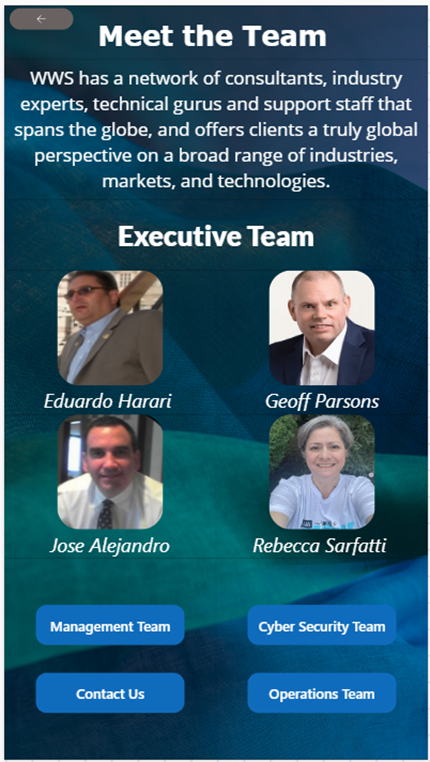 Meet the Team
WWS has a network of consultants, industry
experts, technical gurus and support staff that
spans the globe, and offers clients a truly global
perspective on a broad range of industries,
markets, and technologies.
Executive Team
Eduardo Harari
Geoff Parsons
Jose Alejandro
Rebecca Sarfatti
Management Team
Cyber Security Team
Contact Us
Operations Team